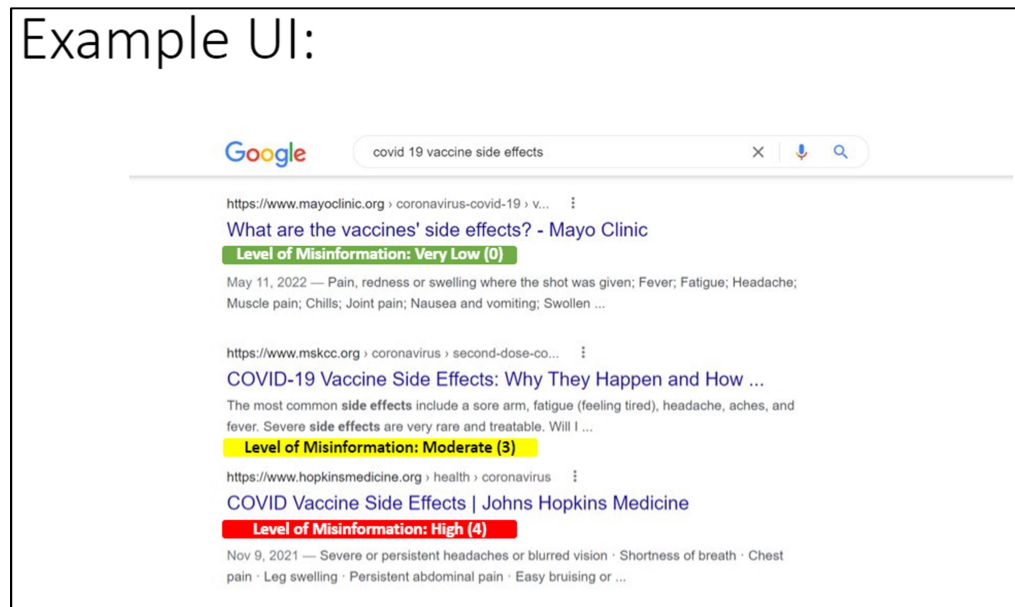 Example UI:
Google
covid 19 vaccine side effects
https://www.mayoclinic.org › coronavirus-covid-19 › v...
What are the vaccines' side effects? - Mayo Clinic
Level of Misinformation: Very Low (0)
May 11, 2022 — Pain, redness or swelling where the shot was given; Fever; Fatigue; Headache;
Muscle pain; Chills; Joint pain; Nausea and vomiting; Swollen ...
https://www.mskcc.org › coronavirus › second-dose-co...
COVID-19 Vaccine Side Effects: Why They Happen and How ...
The most common side effects include a sore arm, fatigue (feeling tired), headache, aches, and
fever. Severe side effects are very rare and treatable. Will I ...
Level of Misinformation: Moderate (3)
https://www.hopkinsmedicine.org › health › coronavirus
COVID Vaccine Side Effects | Johns Hopkins Medicine
Level of Misinformation: High (4)
Nov 9, 2021 — Severe or persistent headaches or blurred vision · Shortness of breath · Chest
pain · Leg swelling · Persistent abdominal pain · Easy bruising or ...